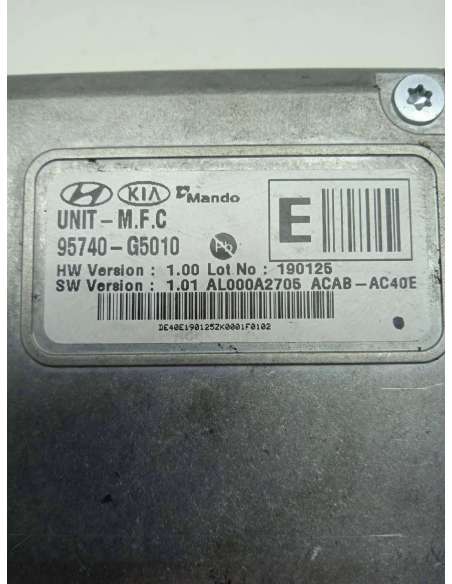 HYUNDAI KIA Mando
UNIT-M.F.C
E
95740-G5010 Pb
HW Version : 1.00 Lot No : 190125
SW Version : 1.01 AL000A2705 ACAB-AC40E
DE40E190125ZK0001F0102